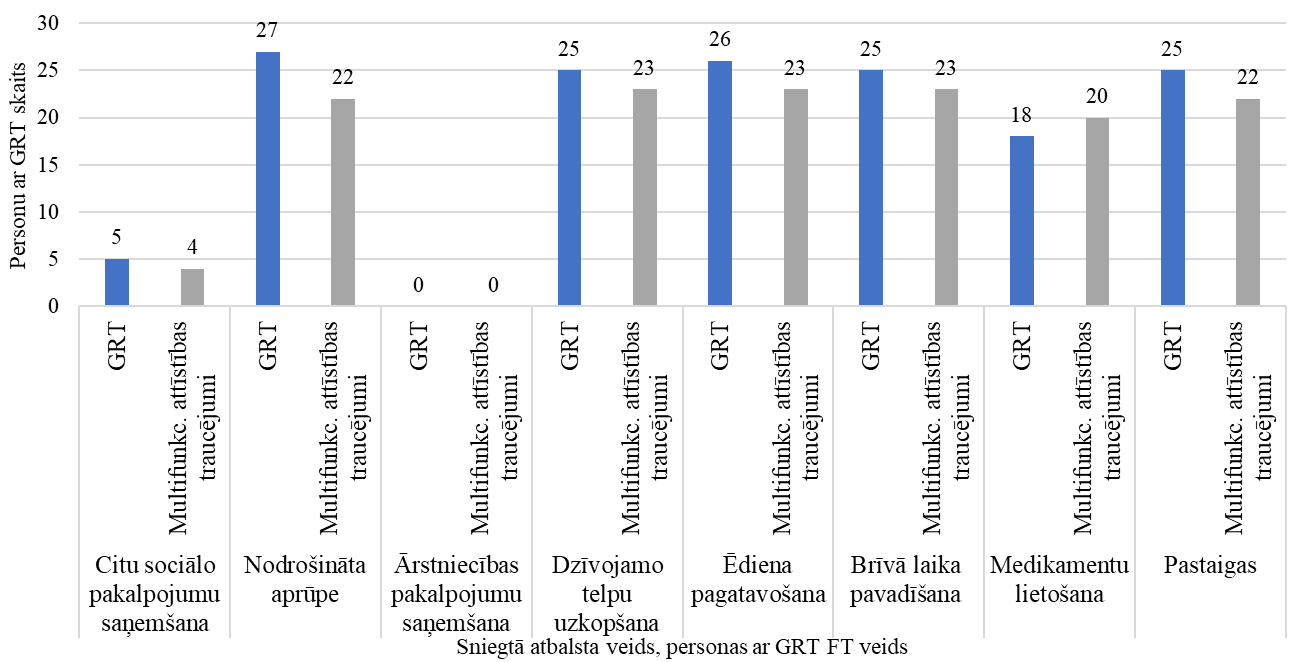 Personu ar GRT skaits
30
25
20
15
10
5
0
5
4
27
22
0
0
25
23
26
23
25
23
18
20
25
22
GRT
Multifunkc. attīstības
traucējumi
GRT
Multifunkc. attīstības
traucējumi
GRT
Multifunkc. attīstības
traucējumi
GRT
Multifunkc. attīstības
traucējumi
GRT
Multifunkc. attīstības
traucējumi
GRT
Multifunkc. attīstības
traucējumi
GRT
Multifunkc. attīstības
traucējumi
GRT
Multifunkc. attīstības
traucējumi
Citu sociālo
pakalpojumu
saņemšana
Nodrošināta
aprūpe
Ārstniecības
pakalpojumu
saņemšana
Dzīvojamo
telpu
uzkopšana
Ēdiena
pagatavošana
Brīvā laika
pavadīšana
Medikamentu
lietošana
Pastaigas
Sniegtā atbalsta veids, personas ar GRT FT veids